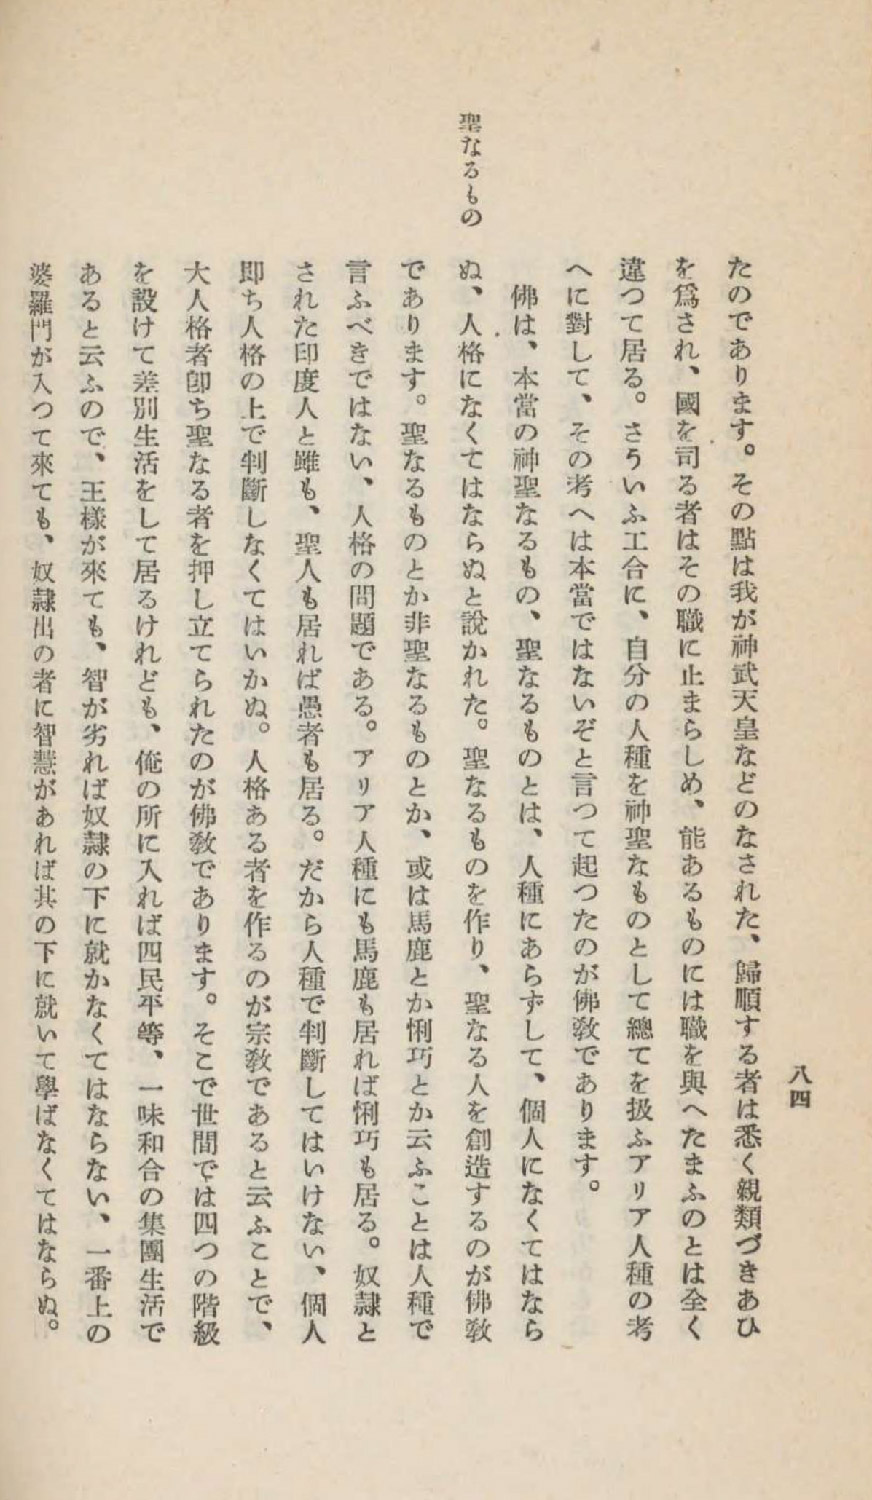 八四
たのであります。その點は我が神武天皇などのなされた、歸順する者は悉く親類づきあひ
を爲され、國を司る者はその職に止まらしめ、能あるものには職を與へたまふのとは全く
違つて居る。さういふ工合に、自分の人種を神聖なものとして總てを扱ふアリア人種の考
へに對して、その考へは本當ではないぞと言つて起つたのが佛敎であります。
聖なるもの
佛は、本當の神聖なるもの、聖なるものとは、人種にあらずして、個人になくてはなら
ぬ、人格になくてはならぬと說かれた。聖なるものを作り、聖なる人を創造するのが佛敎
であります。聖なるものとか非聖なるものとか、或は馬鹿とか悧巧とか云ふことは人種で
言ふべきではない、人格の問題である。アリア人種にも馬鹿も居れば悧巧も居る。奴隷と
された印度人と雖も、聖人も居れば愚者も居る。だから人種で判斷してはいけない、個人
卽ち人格の上で判斷しなくてはいかぬ。人格ある者を作るのが宗敎であると云ふことで、
大人格者卽ち聖なる者を押し立てられたのが佛敎であります。そこで世間では四つの階級
を設けて差別生活をして居るけれども、俺の所に入れば四民平等、一味和合の集團生活で
あると云ふので、王樣が來ても、智が劣れば奴隷の下に就かなくてはならない、一番上の
婆羅門が入つて來ても、奴隷出の者に智慧があれば其の下に就いて學ばなくてはならぬ。